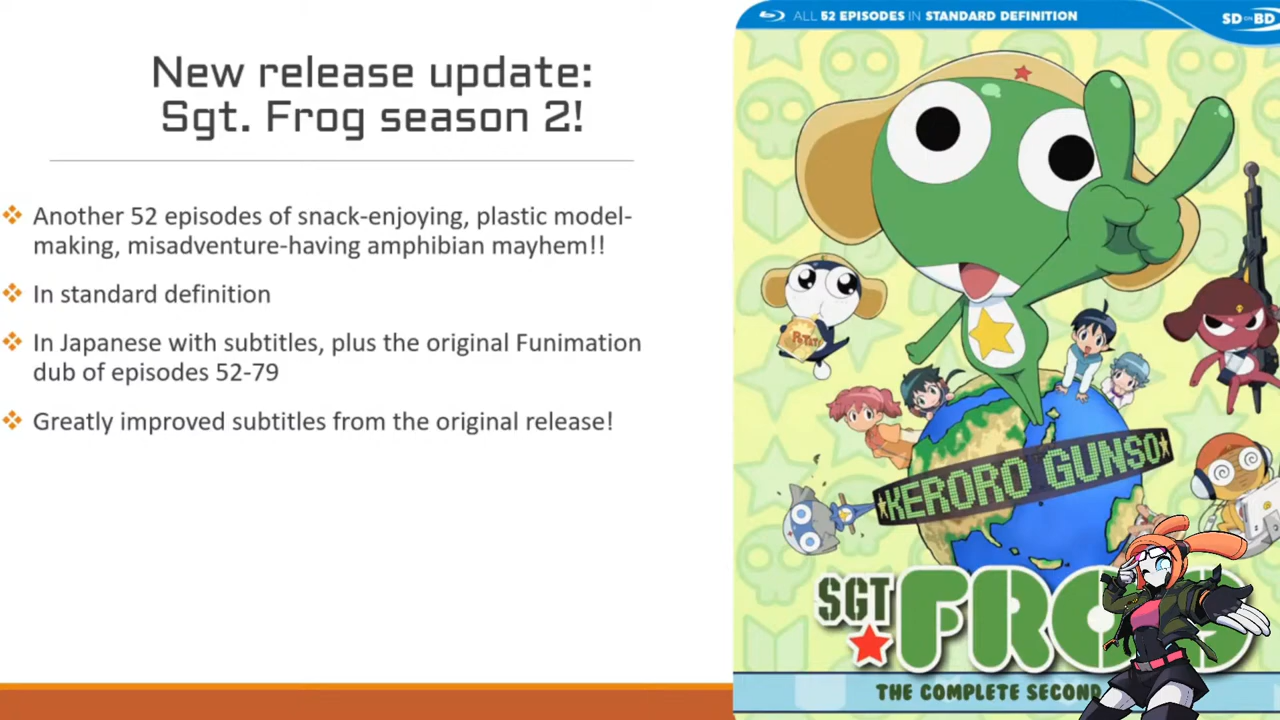 New release update:
Sgt. Frog season 2!
Another 52 episodes of snack-enjoying, plastic model-
making, misadventure-having amphibian mayhem!!
In standard definition
In Japanese with subtitles, plus the original Funimation
dub of episodes 52-79
Greatly improved subtitles from the original release!
ALL 52 EPISODES IN STANDARD DEFINITION
SD on BD
KERORO GUNSO
SGT
FROG
THE COMPLETE SECOND